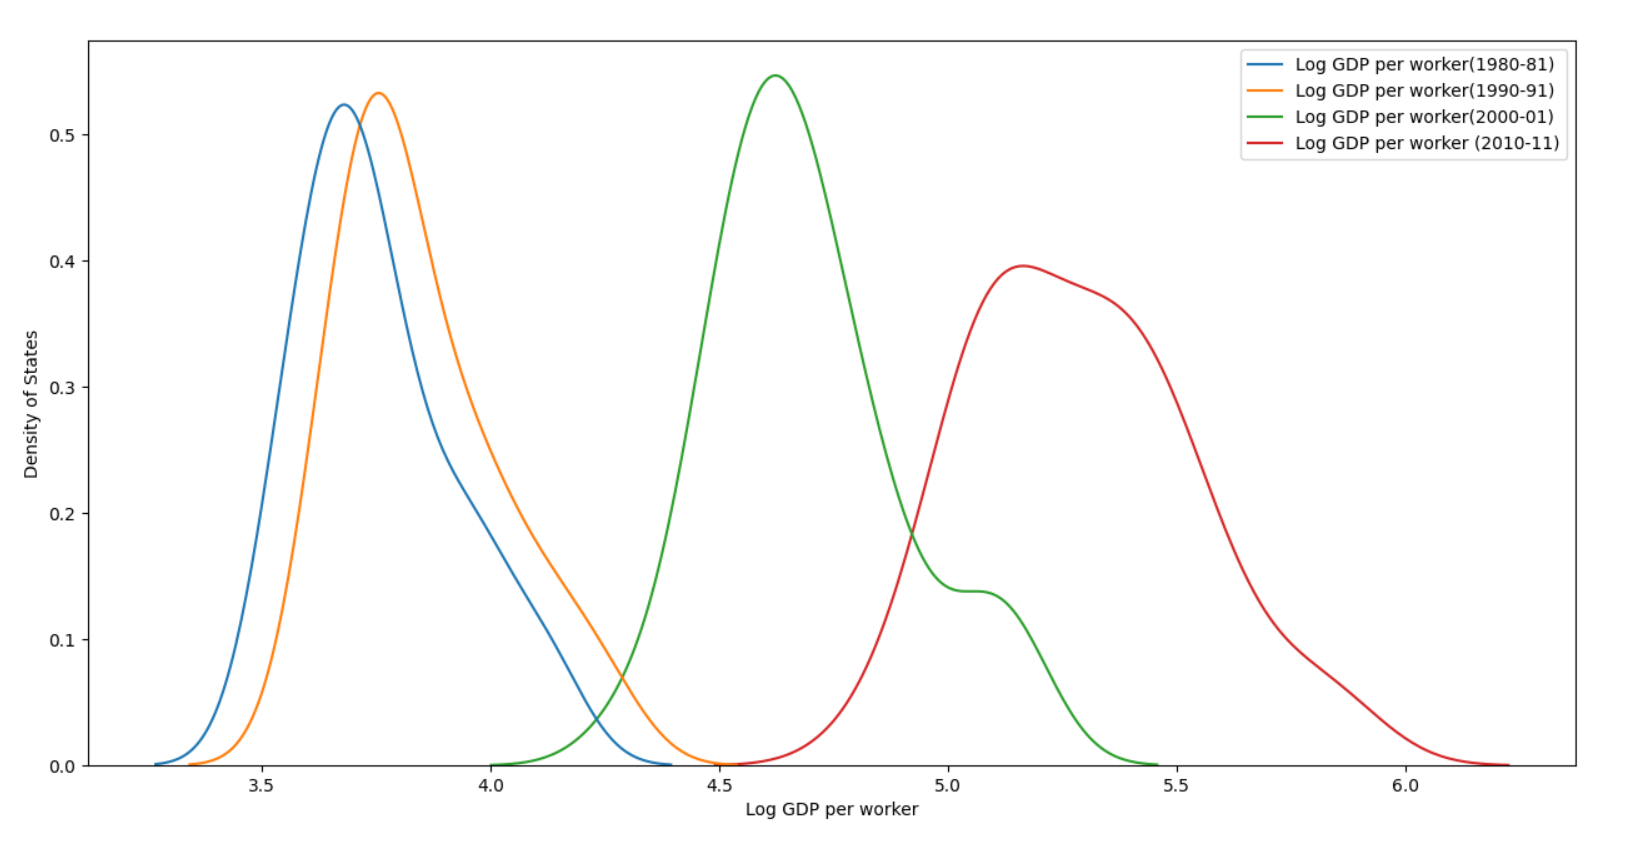 Log GDP per worker(1980-81)
Log GDP per worker(1990-91)
Log GDP per worker(2000-01)
Log GDP per worker (2010-11)
0.5
0.4
0.3
0.2
0.1
0.0
Density of States
3.5 4.0 4.5 5.0 5.5 6.0
Log GDP per worker